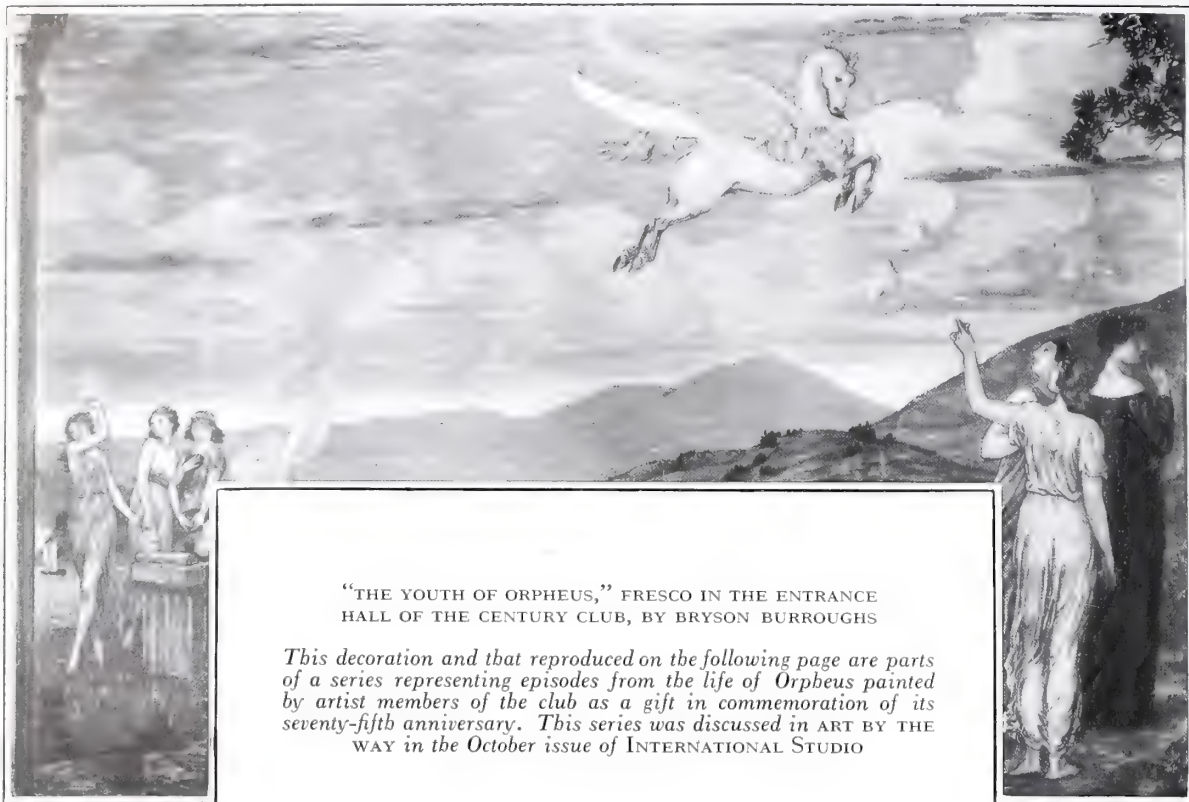 “THE YOUTH OF ORPHEUS,” FRESCO IN THE ENTRANCE
HALL OF THE CENTURY CLUB, BY BRYSON BURROUGHS
This decoration and that reproduced on the following page are parts
of a series representing episodes from the life of Orpheus painted
by artist members of the club as a gift in commemoration of its
seventy-fifth anniversary. This series was discussed in ART BY THE
WAY in the October issue of INTERNATIONAL STUDIO